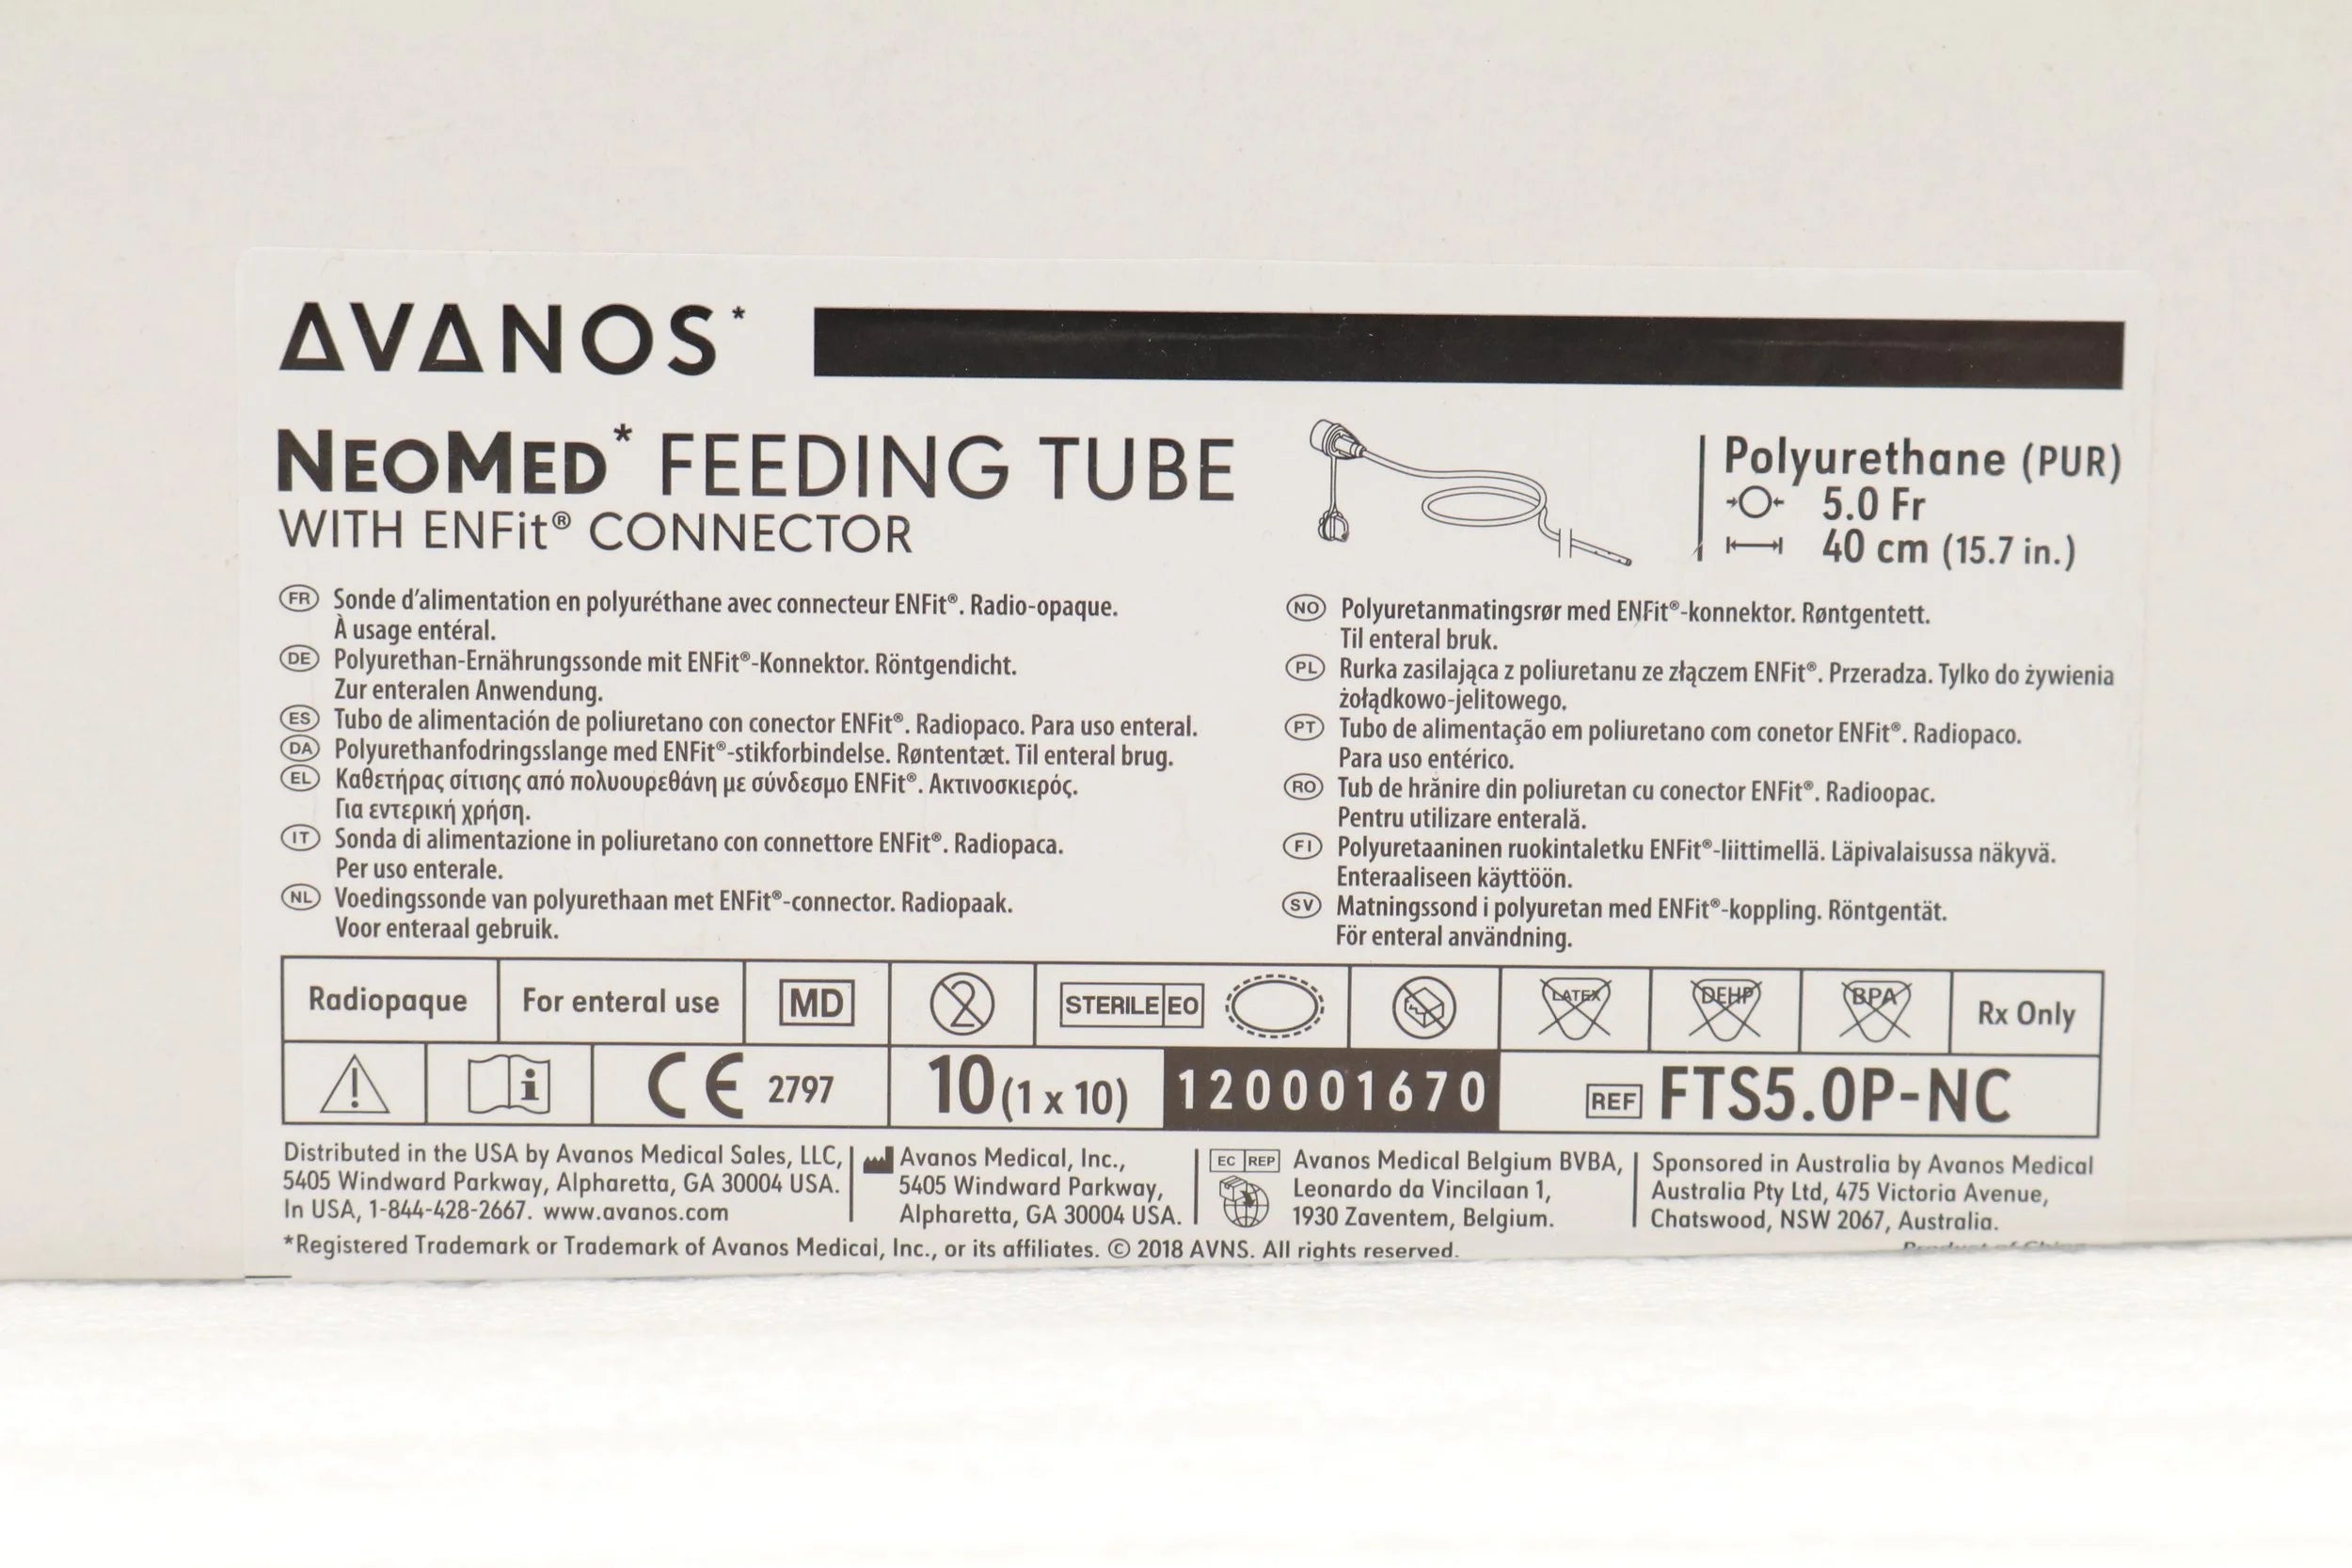 AVANOS*
NEOMED* FEEDING TUBE
WITH ENFit® CONNECTOR
Polyurethane (PUR)
5.0 Fr
40 cm (15.7 in.)
FR Sonde d'alimentation en polyuréthane avec connecteur ENFit®. Radio-opaque.
À usage entéral.
DE Polyurethan-Ernährungssonde mit ENFit®-Konnektor. Röntgendicht.
Zur enteralen Anwendung.
ES Tubo de alimentación de poliuretano con conector ENFit®. Radiopaco. Para uso enteral.
DA Polyurethanfodringsslange med ENFit®-stikforbindelse. Røntentæt. Til enteral brug.
EL Καθετήρας σίτισης από πολυουρεθάνη με σύνδεσμο ENFit®. Ακτινοσκιερός.
Για εντερική χρήση.
IT Sonda di alimentazione in poliuretano con connettore ENFit®. Radiopaca.
Per uso enterale.
NL Voedingssonde van polyurethaan met ENFit®-connector. Radiopaak.
Voor enteraal gebruik.
NO Polyuretanmatingsrør med ENFit®-konnektor. Røntgentett.
Til enteral bruk.
PL Rurka zasilająca z poliuretanu ze złączem ENFit®. Przeradza. Tylko do żywienia
żołądkowo-jelitowego.
PT Tubo de alimentação em poliuretano com conetor ENFit®. Radiopaco.
Para uso entérico.
RO Tub de hrănire din poliuretan cu conector ENFit®. Radioopac.
Pentru utilizare enterală.
FI Polyuretaaninen ruokintaletku ENFit®-liittimellä. Läpivalaisussa näkyvä.
Enteraaliseen käyttöön.
SV Matningssond i polyuretan med ENFit®-koppling. Röntgentät.
För enteral användning.
Radiopaque For enteral use MD 2 STERILE EO LATEX DEHP BPA Rx Only
i CE 2797 10 (1 x 10) 120001670 REF FTS5.0P-NC
Distributed in the USA by Avanos Medical Sales, LLC,
5405 Windward Parkway, Alpharetta, GA 30004 USA.
In USA, 1-844-428-2667. www.avanos.com
Avanos Medical, Inc.,
5405 Windward Parkway,
Alpharetta, GA 30004 USA.
EC REP Avanos Medical Belgium BVBA,
Leonardo da Vincilaan 1,
1930 Zaventem, Belgium.
Sponsored in Australia by Avanos Medical
Australia Pty Ltd, 475 Victoria Avenue,
Chatswood, NSW 2067, Australia.
*Registered Trademark or Trademark of Avanos Medical, Inc., or its affiliates. © 2018 AVNS. All rights reserved.